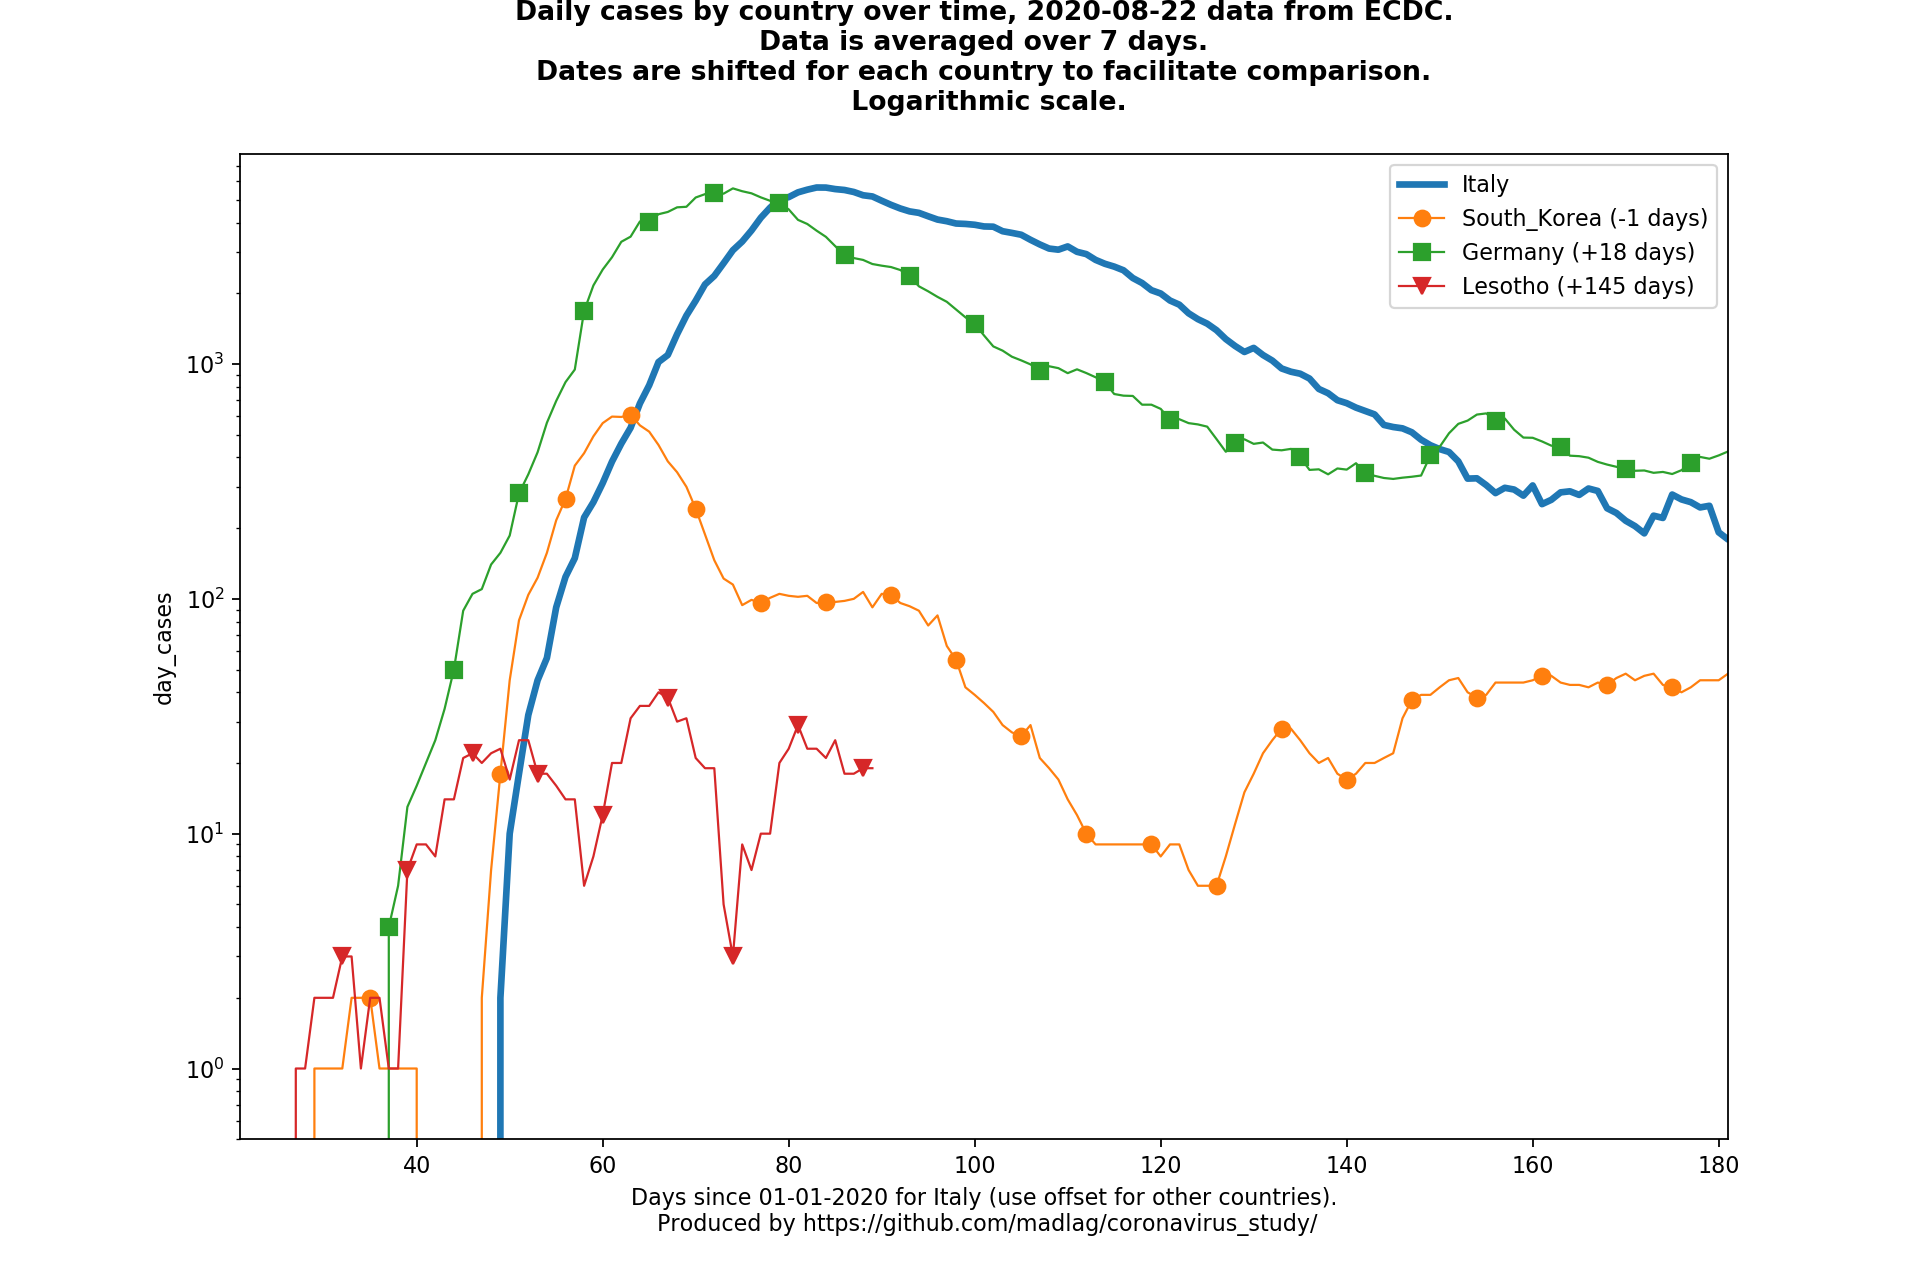 Daily cases by country over time, 2020-08-22 data from ECDC.
Data is averaged over 7 days.
Dates are shifted for each country to facilitate comparison.
Logarithmic scale.
Italy
South_Korea (-1 days)
Germany (+18 days)
Lesotho (+145 days)
day_cases
10³
10²
10¹
10⁰
40 60 80 100 120 140 160 180
Days since 01-01-2020 for Italy (use offset for other countries).
Produced by https://github.com/madlag/coronavirus_study/